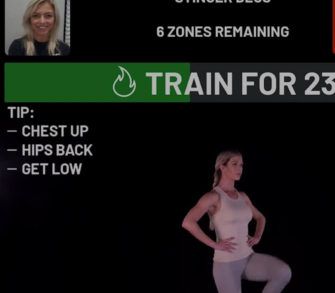 6 ZONES REMAINING
TRAIN FOR 23
TIP:
— CHEST UP
— HIPS BACK
— GET LOW